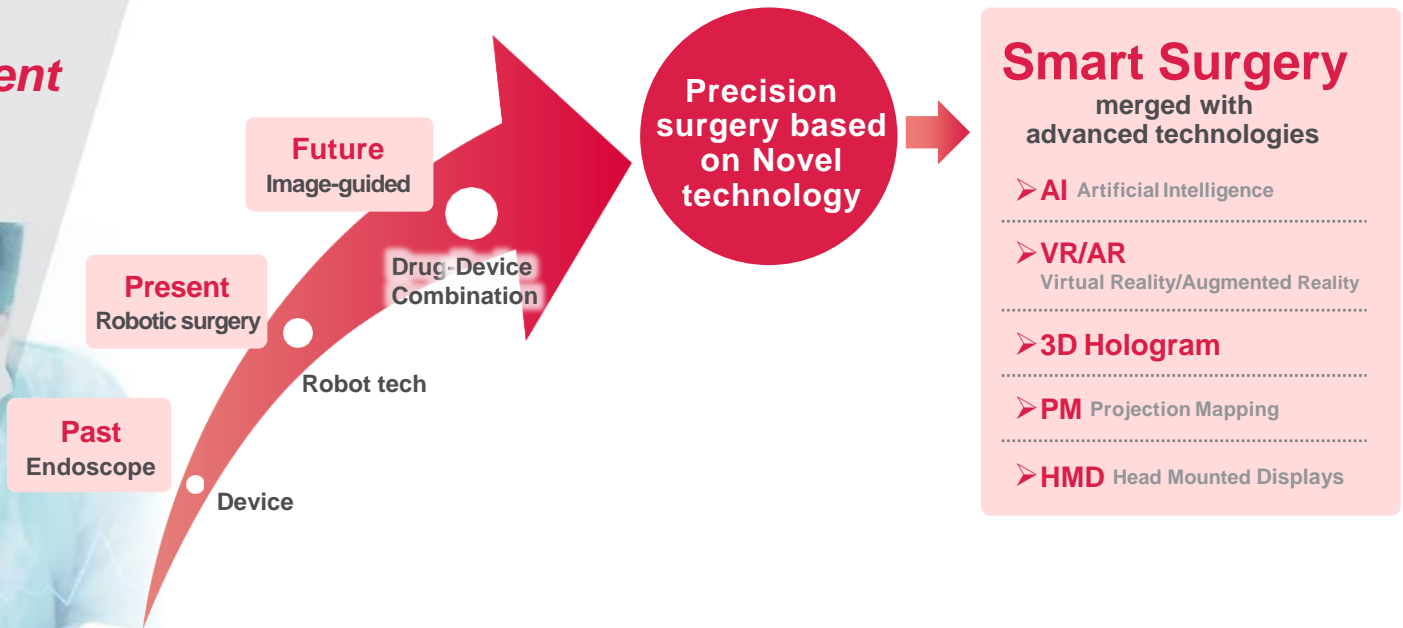 ent
Future
Image-guided
Drug-Device
Combination
Present
Robotic surgery
Robot tech
Past
Endoscope
Device
Precision
surgery based
on Novel
technology
Smart Surgery
merged with
advanced technologies
➢AI Artificial Intelligence
➢VR/AR
Virtual Reality/Augmented Reality
➢3D Hologram
➢PM Projection Mapping
➢HMD Head Mounted Displays